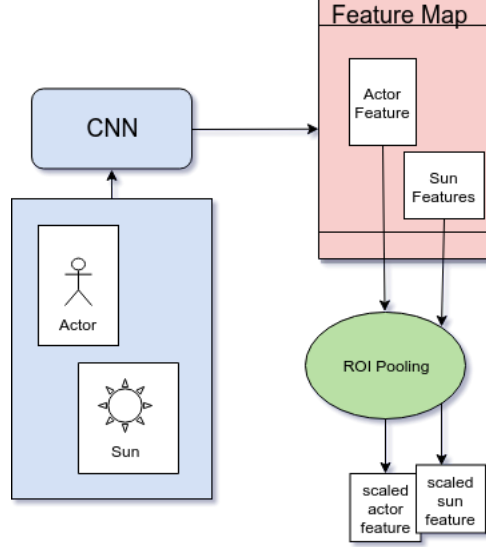 Feature Map
Actor
Feature
CNN
Sun
Features
Actor
ROI Pooling
Sun
scaled
actor
feature
scaled
sun
feature